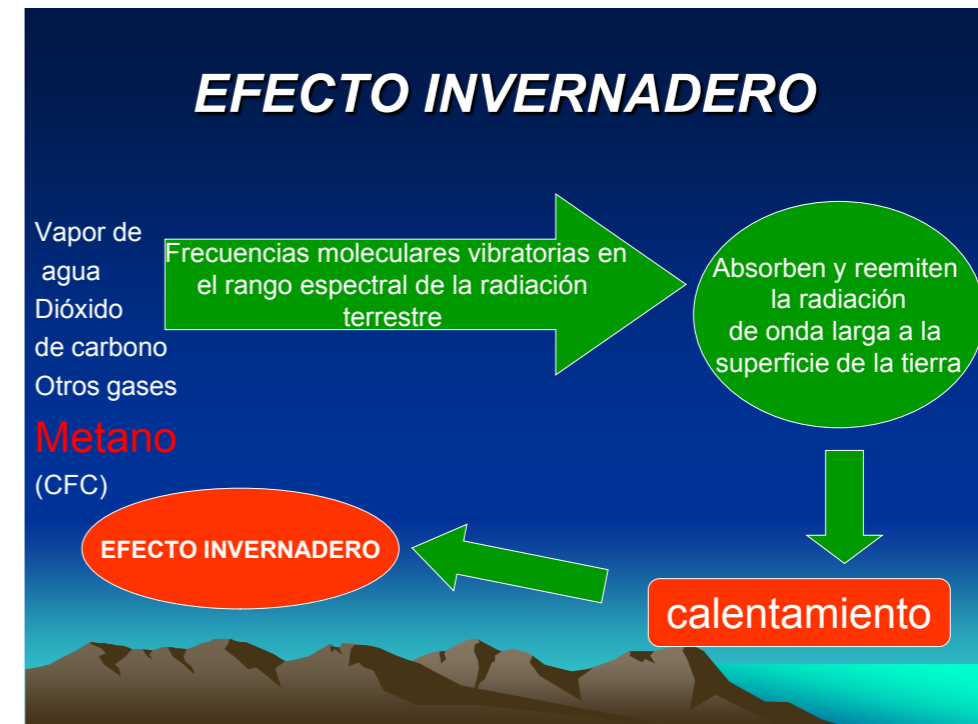 EFECTO INVERNADERO
Vapor de
agua
Dióxido
de carbono
Otros gases
Metano
(CFC)
Frecuencias moleculares vibratorias en
el rango espectral de la radiación
terrestre
Absorben y reemiten
la radiación
de onda larga a la
superficie de la tierra
calentamiento
EFECTO INVERNADERO